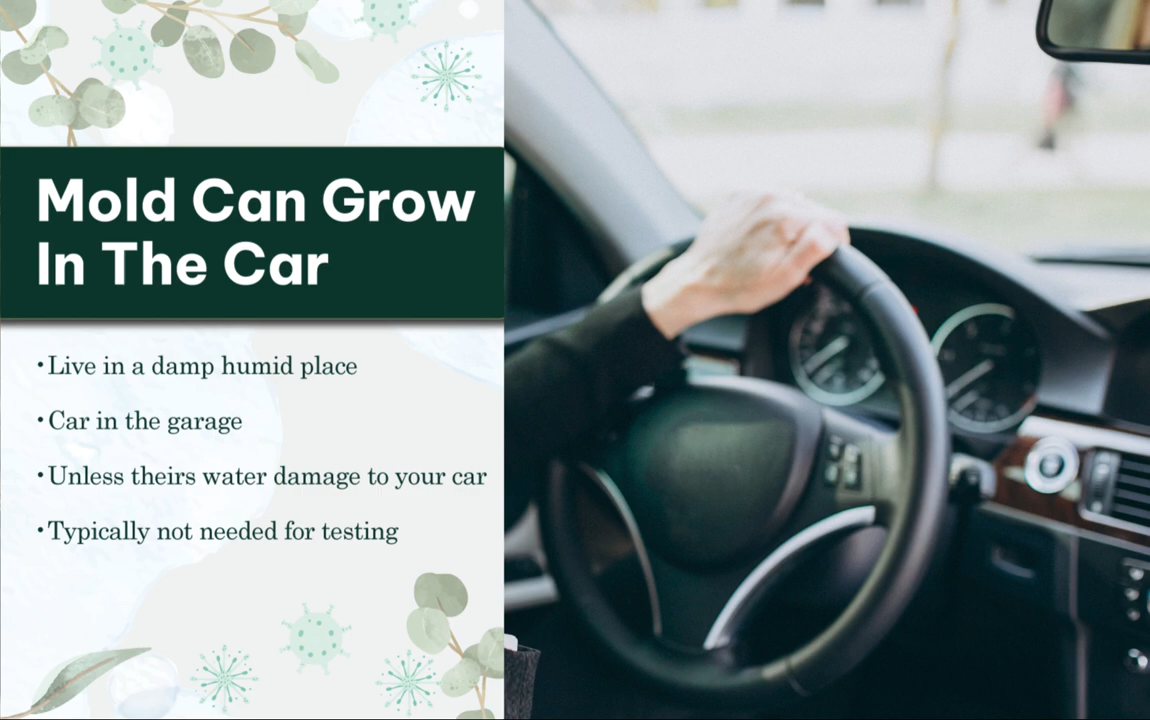 Mold Can Grow
In The Car
•Live in a damp humid place
•Car in the garage
•Unless theirs water damage to your car
•Typically not needed for testing